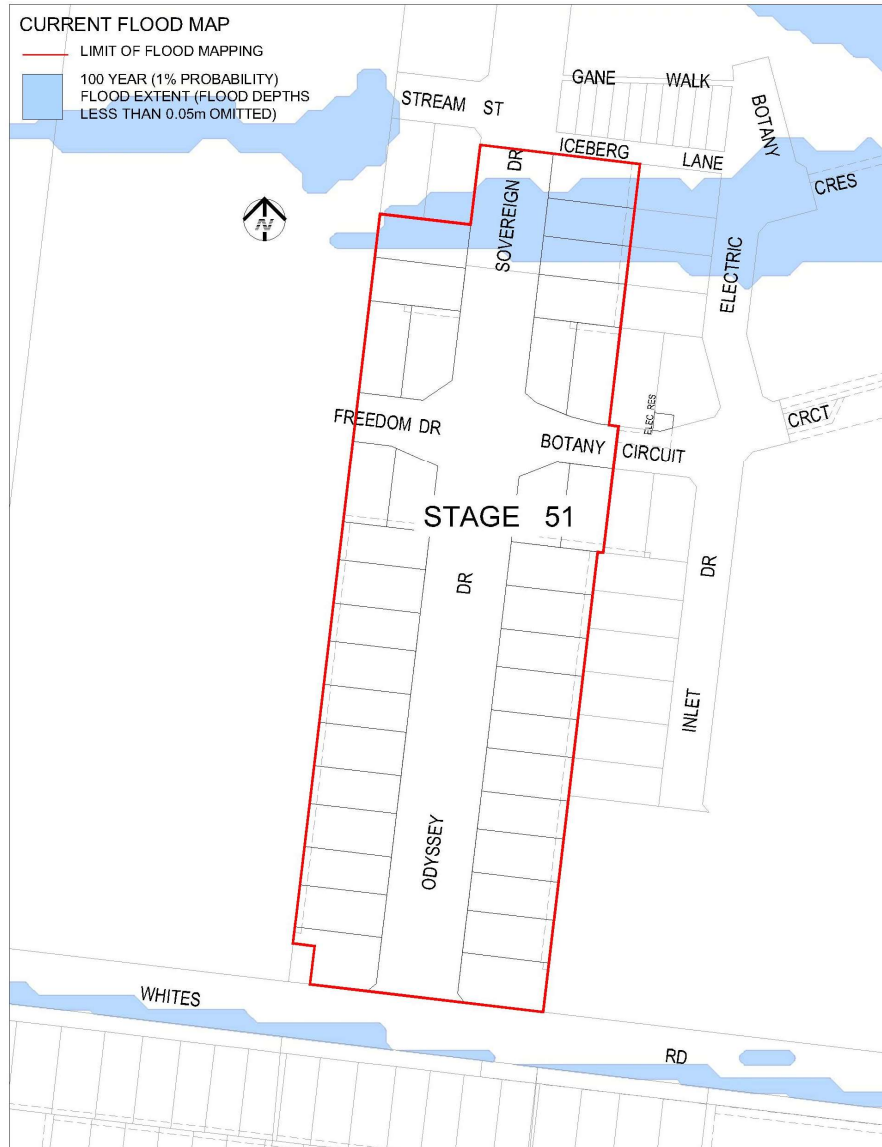 CURRENT FLOOD MAP
LIMIT OF FLOOD MAPPING
100 YEAR (1% PROBABILITY)
FLOOD EXTENT (FLOOD DEPTHS
LESS THAN 0.05m OMITTED)
GANE WALK
STREAM ST
BOTANY
ICEBERG LANE
CRES
N
SOVEREIGN DR
ELECTRIC
ELEC RES
FREEDOM DR
CRCT
BOTANY CIRCUIT
STAGE 51
DR
DR
INLET
ODYSSEY
WHITES
RD